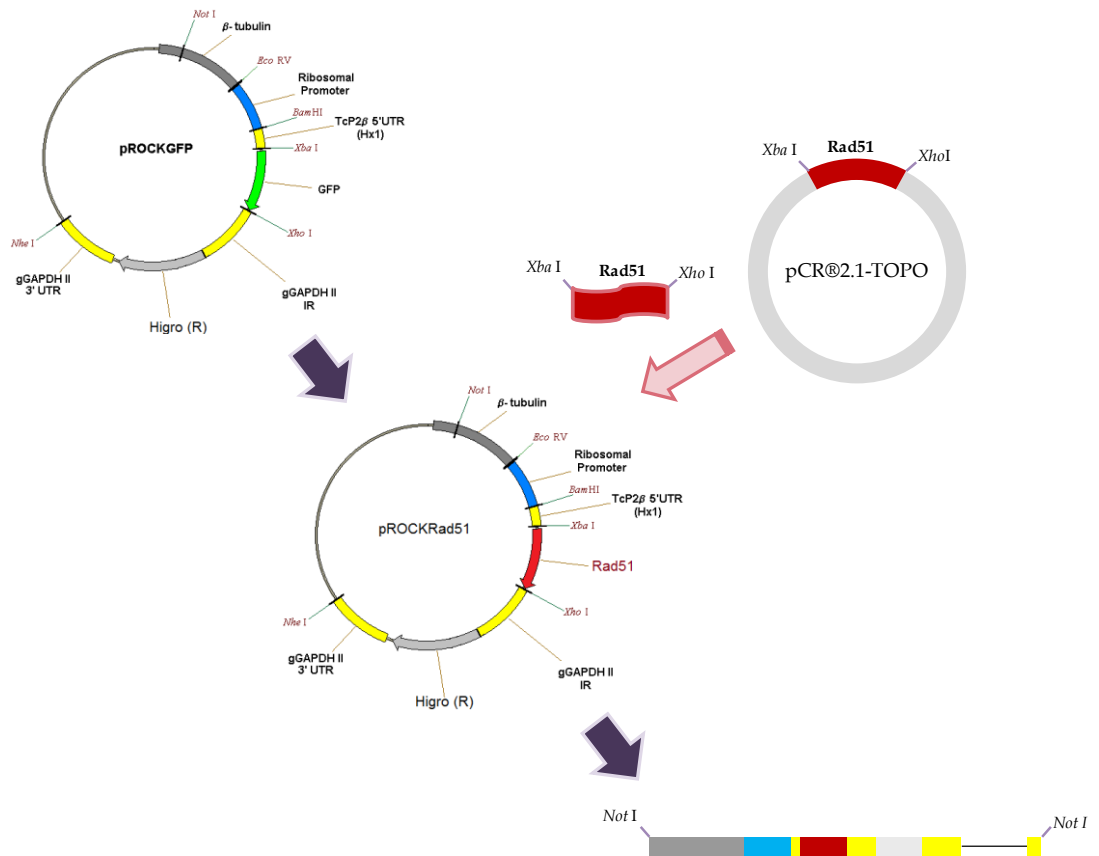 Not I
β- tubulin
Eco RV
Ribosomal
Promoter
BamHI
TcP2β 5'UTR
(Hx1)
Xba I
pROCKGFP
GFP
Xho I
Nhe I
gGAPDH II
3' UTR
gGAPDH II
IR
Higro (R)
Xba I
Rad51
XhoI
pCR®2.1-TOPO
Xba I
Rad51
Xho I
Not I
β- tubulin
Eco RV
Ribosomal
Promoter
BamHI
TcP2β 5'UTR
(Hx1)
Xba I
pROCKRad51
Rad51
Xho I
Nhe I
gGAPDH II
3' UTR
gGAPDH II
IR
Higro (R)
Not I
Not I